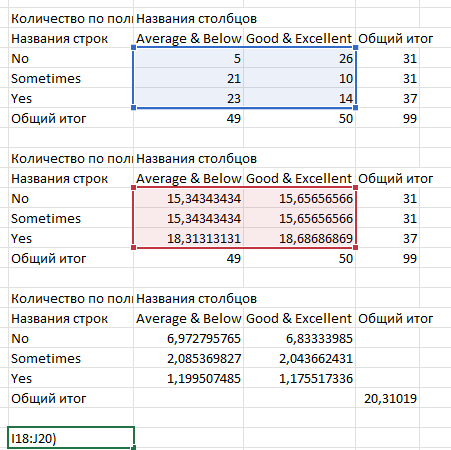 Количество по пол Названия столбцов
Названия строк Average & Below Good & Excellent Общий итог
No 5 26 31
Sometimes 21 10 31
Yes 23 14 37
Общий итог 49 50 99
Количество по пол Названия столбцов
Названия строк Average & Below Good & Excellent Общий итог
No 15,34343434 15,65656566 31
Sometimes 15,34343434 15,65656566 31
Yes 18,31313131 18,68686869 37
Общий итог 49 50 99
Количество по пол Названия столбцов
Названия строк Average & Below Good & Excellent Общий итог
No 6,972795765 6,83333985
Sometimes 2,085369827 2,043662431
Yes 1,199507485 1,175517336
Общий итог 20,31019
I18:J20)